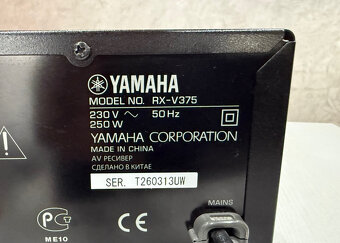 YAMAHA
MODEL NO. RX-V375
230 V ~ 50 Hz
250 W
YAMAHA CORPORATION
MADE IN CHINA
AV РЕСИВЕР
СДЕЛАНО В КИТАЕ
SER. T260313UW
MAINS
ME10
CE